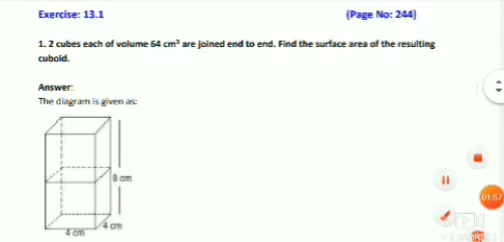 Exercise: 13.1 (Page No: 244)
1. 2 cubes each of volume 64 cm³ are joined end to end. Find the surface area of the resulting
cuboid.
Answer:
The diagram is given as:
8 cm
4 cm
4 cm
01:57